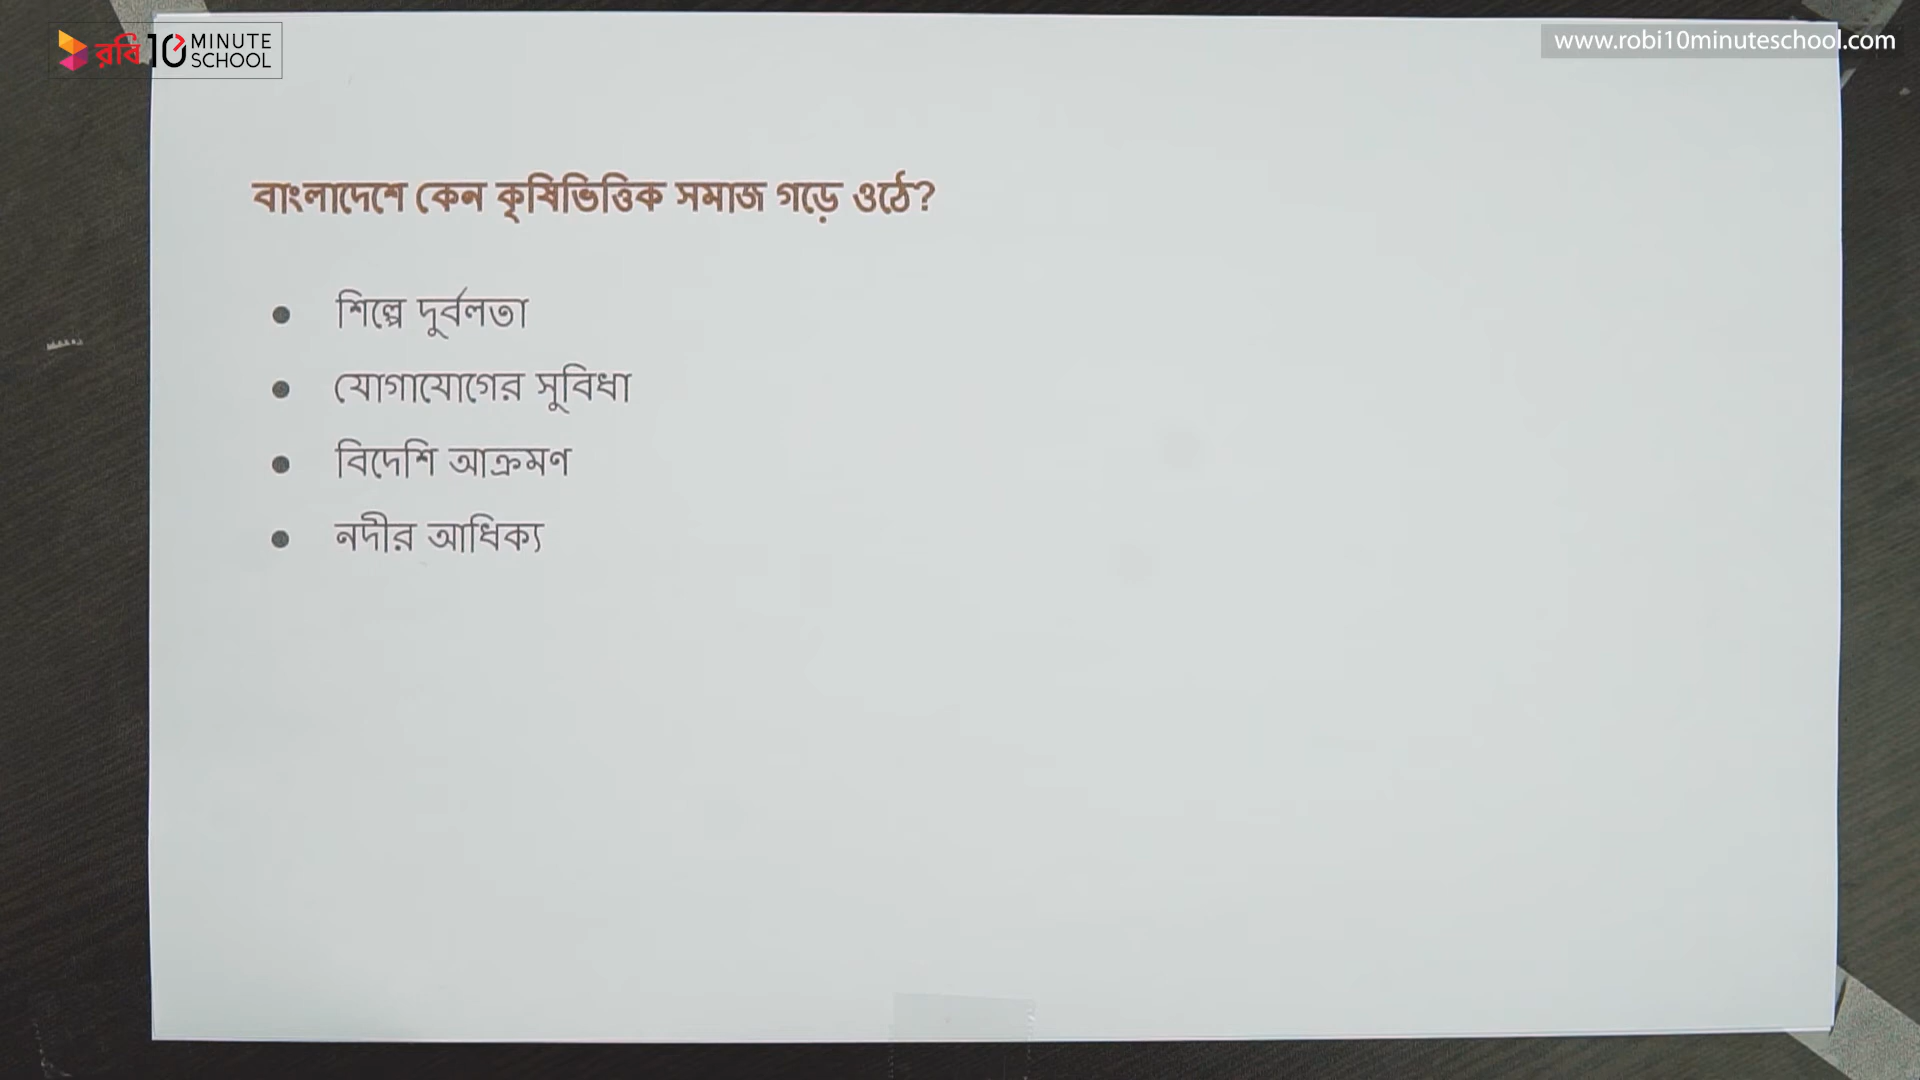 রবি 10 MINUTE SCHOOL
www.robi10minuteschool.com
বাংলাদেশে কেন কৃষিভিত্তিক সমাজ গড়ে ওঠে?
● শিল্পে দুর্বলতা
● যোগাযোগের সুবিধা
● বিদেশি আক্রমণ
● নদীর আধিক্য